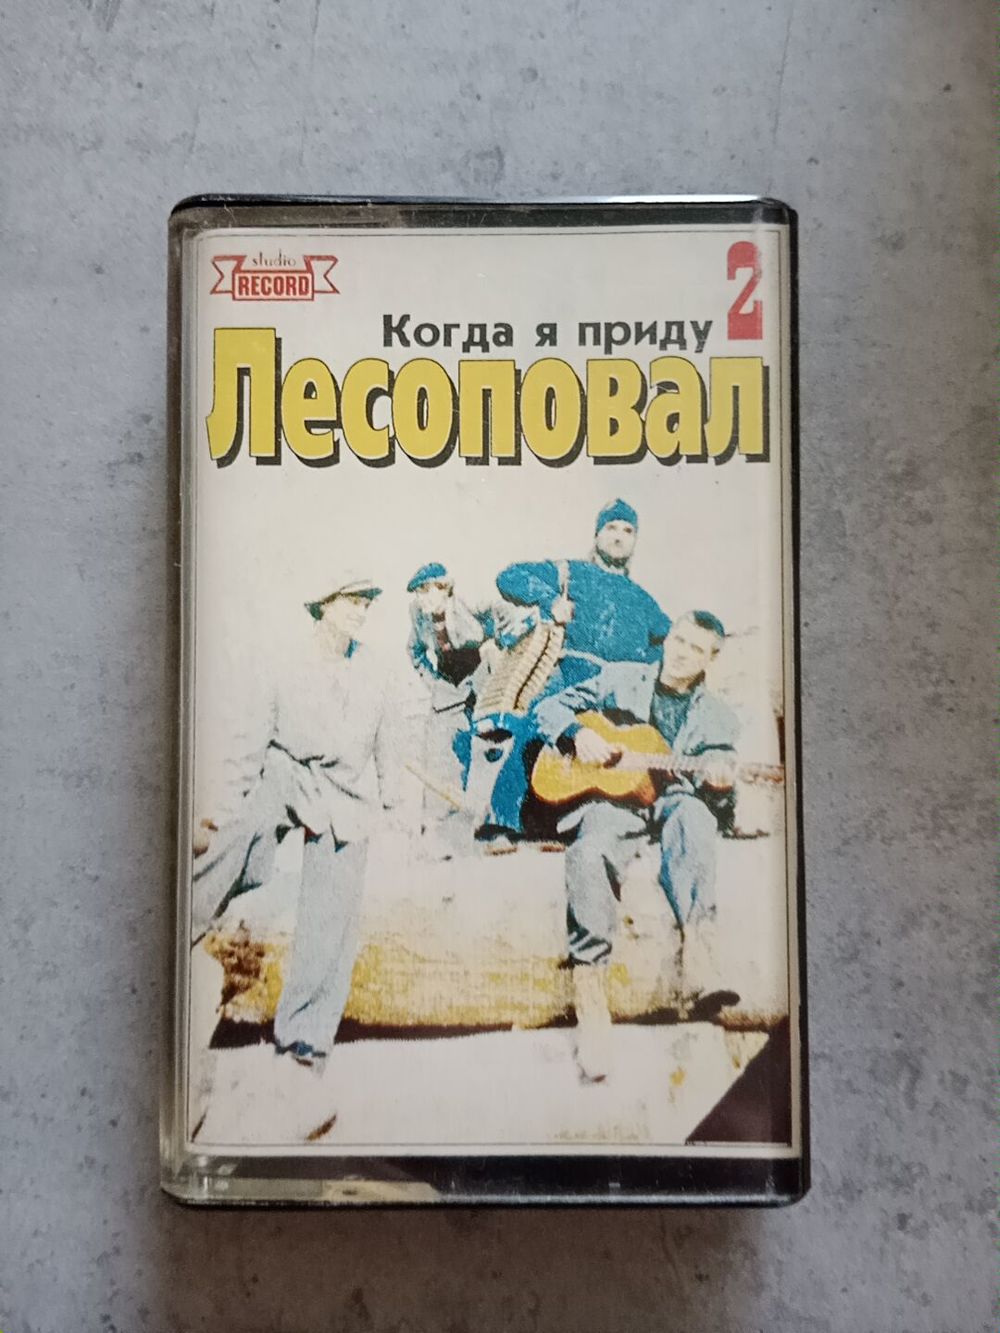 studio
RECORD
2
Когда я приду
Лесоповал